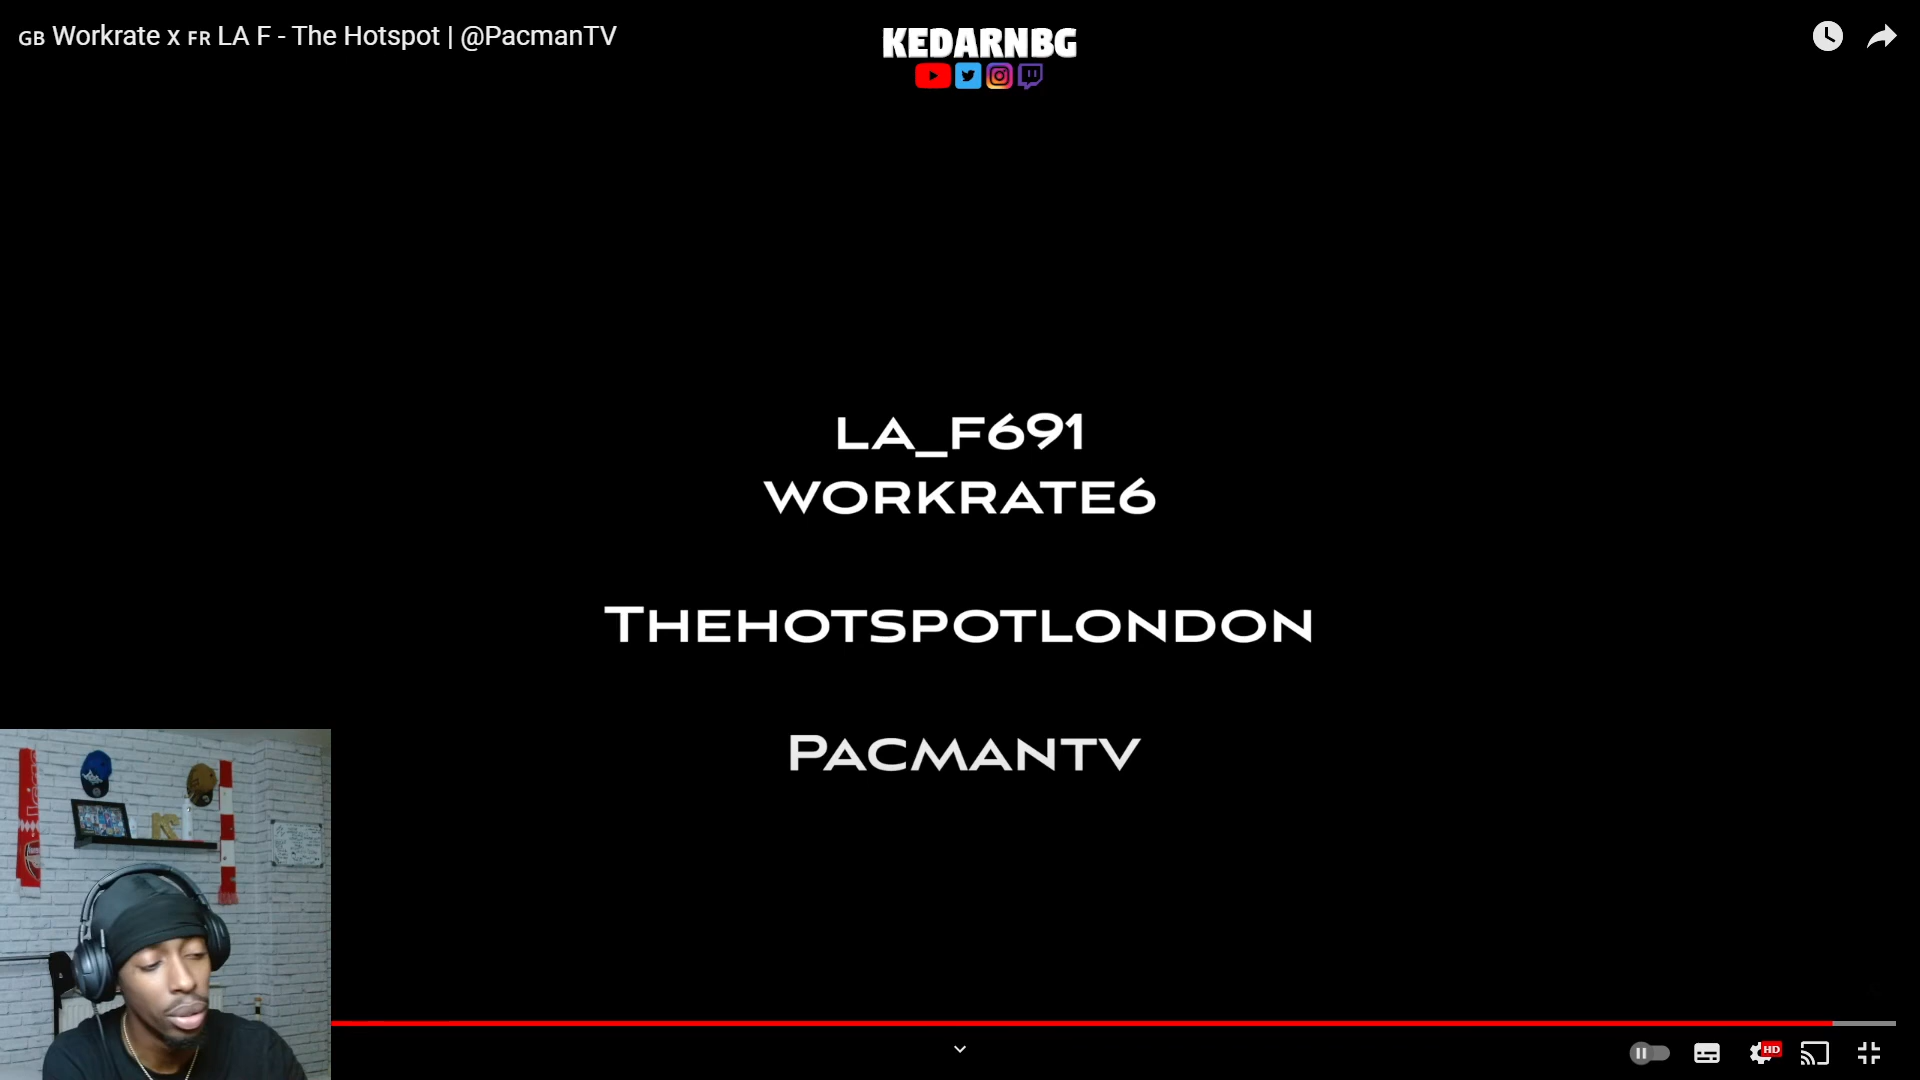 GB Workrate x FR LA F - The Hotspot | @PacmanTV
KEDARNBG
LA_F691
WORKRATE6
THEHOTSPOTLONDON
PACMANTV
HD